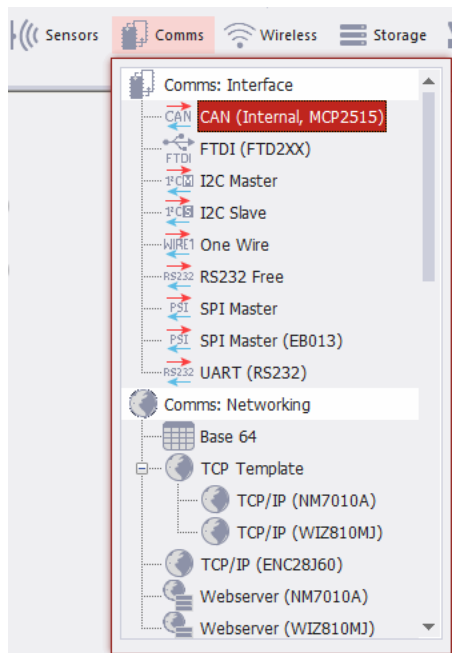 Sensors Comms Wireless Storage
Comms: Interface
CAN CAN (Internal, MCP2515)
FTDI FTDI (FTD2XX)
I²C M I2C Master
I²C S I2C Slave
WIRE1 One Wire
RS232 RS232 Free
PSI SPI Master
PSI SPI Master (EB013)
RS232 UART (RS232)
Comms: Networking
Base 64
TCP Template
TCP/IP (NM7010A)
TCP/IP (WIZ810MJ)
TCP/IP (ENC28J60)
Webserver (NM7010A)
Webserver (WIZ810MJ)